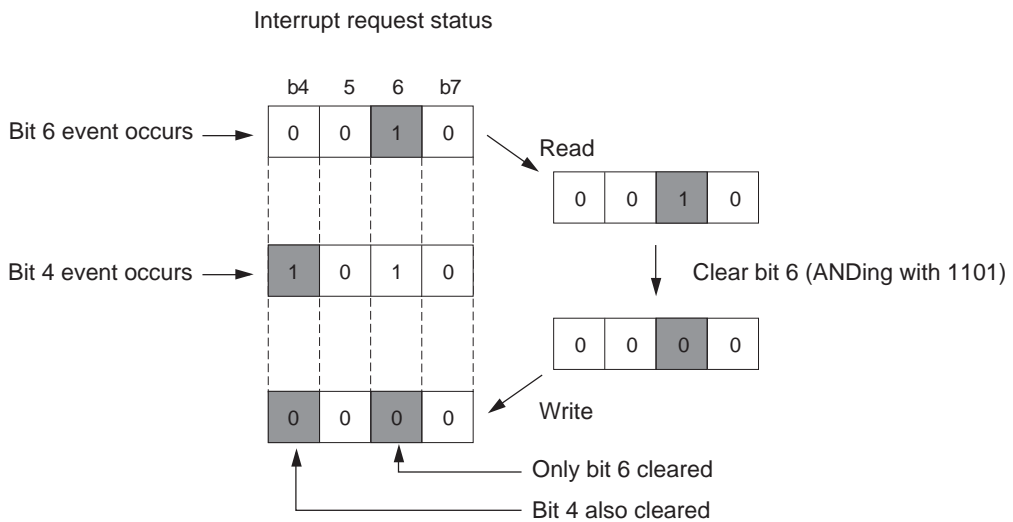 Interrupt request status
b4 5 6 b7
Bit 6 event occurs 0 0 1 0
Read
0 0 1 0
Bit 4 event occurs 1 0 1 0
Clear bit 6 (ANDing with 1101)
0 0 0 0
Write
0 0 0 0
Only bit 6 cleared
Bit 4 also cleared